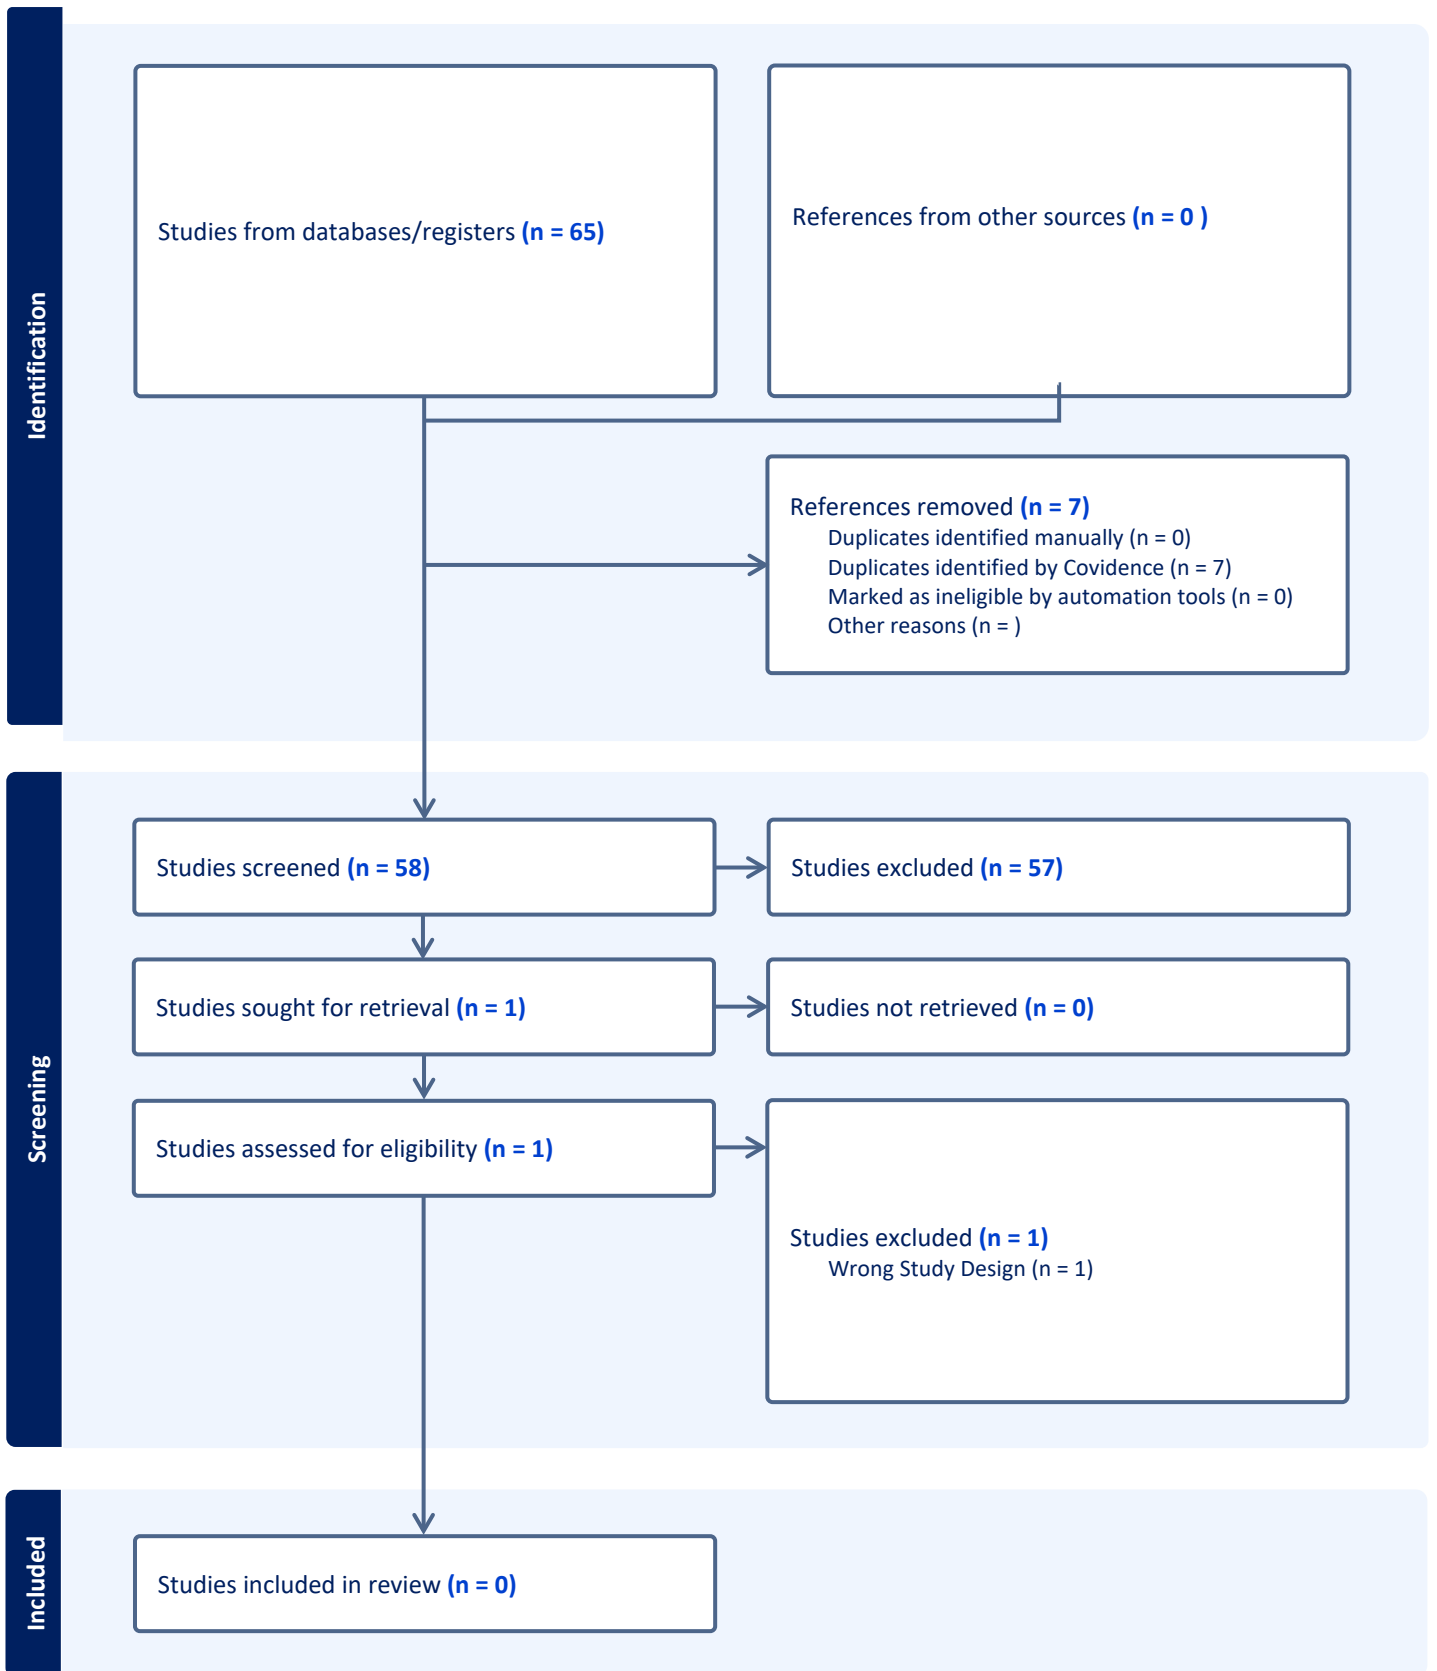 Identification
Studies from databases/registers (n = 65)
References from other sources (n = 0 )
References removed (n = 7)
Duplicates identified manually (n = 0)
Duplicates identified by Covidence (n = 7)
Marked as ineligible by automation tools (n = 0)
Other reasons (n = )
Screening
Studies screened (n = 58)
Studies excluded (n = 57)
Studies sought for retrieval (n = 1)
Studies not retrieved (n = 0)
Studies assessed for eligibility (n = 1)
Studies excluded (n = 1)
Wrong Study Design (n = 1)
Included
Studies included in review (n = 0)